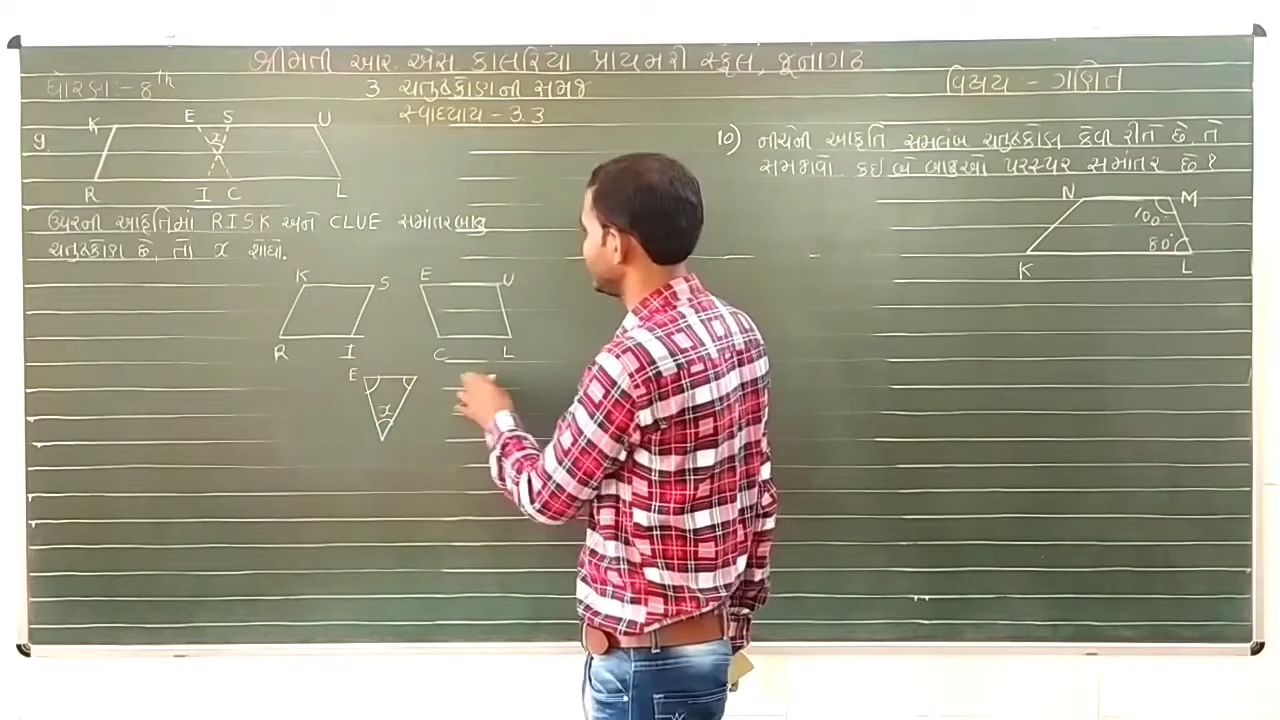 શ્રીમતી આર. એસ. કાલરિયા પ્રાયમરી સ્કૂલ, જૂનાગઢ
ધોરણ :- 8th
3 ચતુષ્કોણની સમજ
વિષય :- ગણિત
સ્વાધ્યાય - 3.3
9.
K E S U
x
R I C L
ઉપરની આકૃતિમાં RISK અને CLUE સમાંતરબાજુ
ચતુષ્કોણ છે, તો x શોધો.
K S E U
R I C L
E
x
10) નીચેની આકૃતિ સમલંબ ચતુષ્કોણ કેવી રીતે છે, તે
સમજાવો. કઈ બે બાજુઓ પરસ્પર સમાંતર છે ?
N M
100°
80°
K L